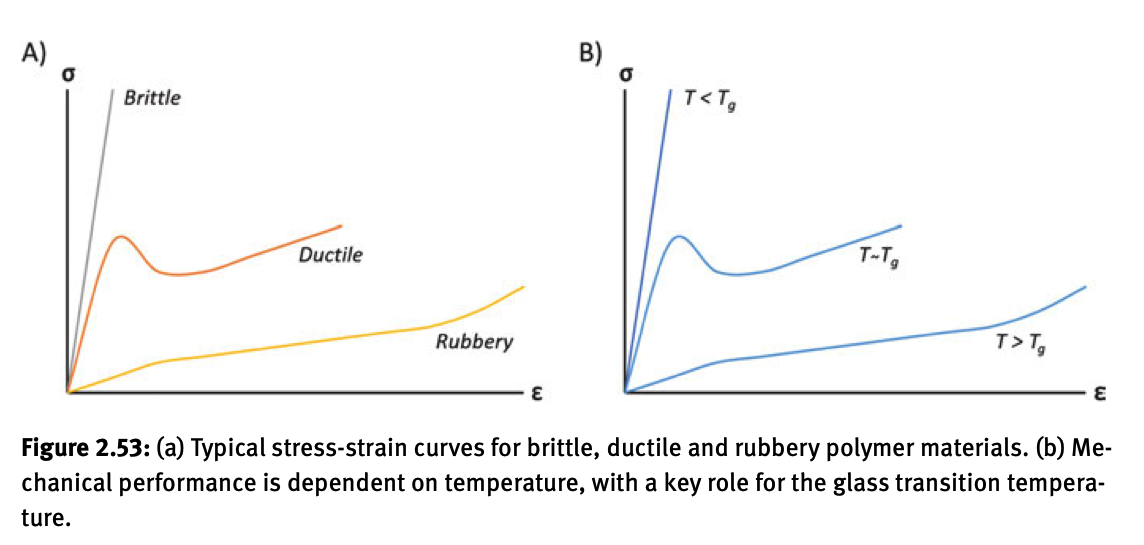 A)
σ
Brittle
Ductile
Rubbery
ε
B)
σ
T < Tg
T~Tg
T > Tg
ε
Figure 2.53: (a) Typical stress-strain curves for brittle, ductile and rubbery polymer materials. (b) Me-
chanical performance is dependent on temperature, with a key role for the glass transition tempera-
ture.